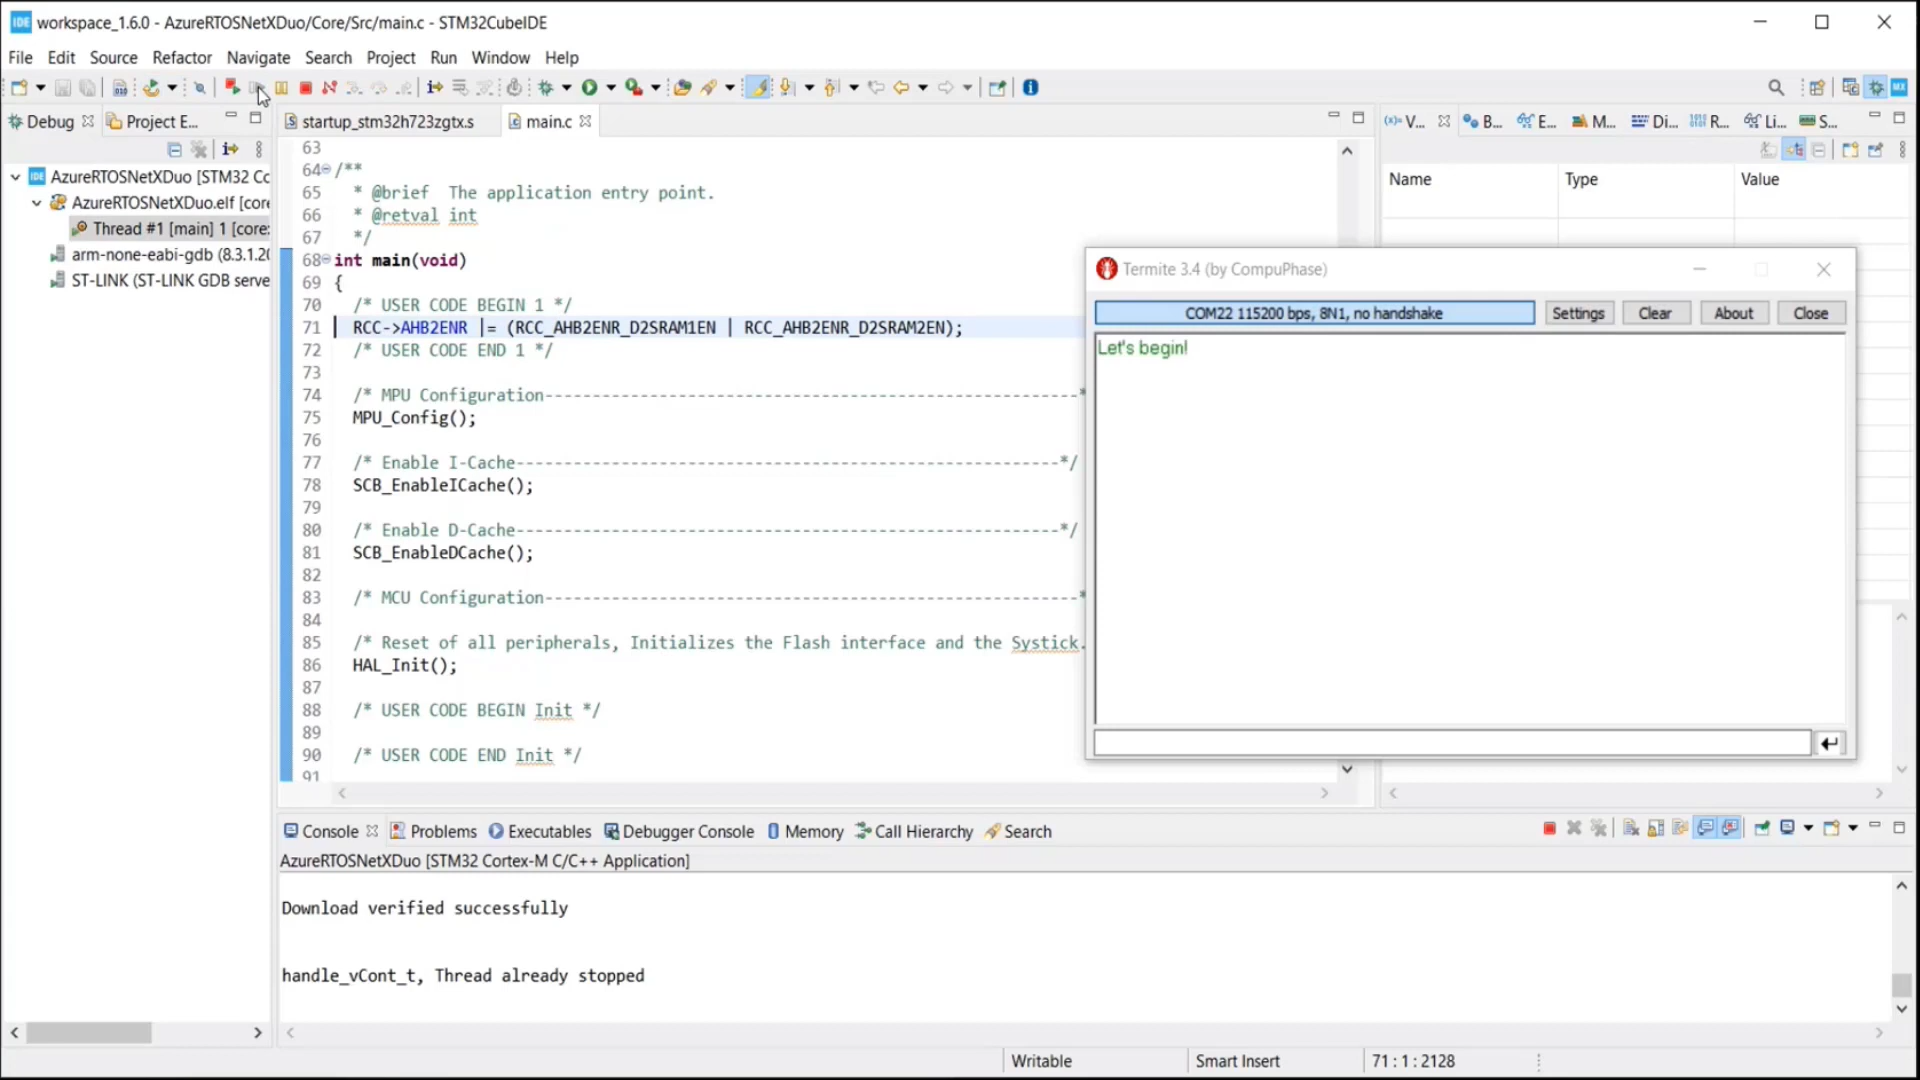 IDE workspace_1.6.0 - AzureRTOSNetXDuo/Core/Src/main.c - STM32CubeIDE
File Edit Source Refactor Navigate Search Project Run Window Help
Debug Project E... startup_stm32h723zgtx.s main.c (x)= V... B... E... M... Di... R... Li... S...
AzureRTOSNetXDuo [STM32 Cc
AzureRTOSNetXDuo.elf [core
Thread #1 [main] 1 [core:
arm-none-eabi-gdb (8.3.1.20
ST-LINK (ST-LINK GDB serve
63
64 /**
65 * @brief The application entry point.
66 * @retval int
67 */
68 int main(void)
69 {
70 /* USER CODE BEGIN 1 */
71 RCC->AHB2ENR |= (RCC_AHB2ENR_D2SRAM1EN | RCC_AHB2ENR_D2SRAM2EN);
72 /* USER CODE END 1 */
73
74 /* MPU Configuration--------------------------------------------------------*
75 MPU_Config();
76
77 /* Enable I-Cache---------------------------------------------------------*/
78 SCB_EnableICache();
79
80 /* Enable D-Cache---------------------------------------------------------*/
81 SCB_EnableDCache();
82
83 /* MCU Configuration--------------------------------------------------------*
84
85 /* Reset of all peripherals, Initializes the Flash interface and the Systick.
86 HAL_Init();
87
88 /* USER CODE BEGIN Init */
89
90 /* USER CODE END Init */
91
Name Type Value
Termite 3.4 (by CompuPhase)
COM22 115200 bps, 8N1, no handshake Settings Clear About Close
Let's begin!
Console Problems Executables Debugger Console Memory Call Hierarchy Search
AzureRTOSNetXDuo [STM32 Cortex-M C/C++ Application]
Download verified successfully
handle_vCont_t, Thread already stopped
Writable Smart Insert 71 : 1 : 2128